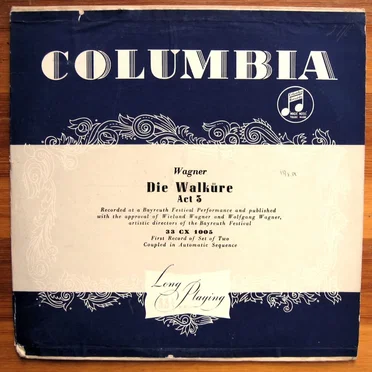 COLUMBIA
Wagner
Die Walküre
Act 3
Recorded at a Bayreuth Festival Performance and published
with the approval of Wieland Wagner and Wolfgang Wagner,
artistic directors of the Bayreuth Festival
33 CX 1005
First Record of Set of Two
Coupled in Automatic Sequence
Long
Playing